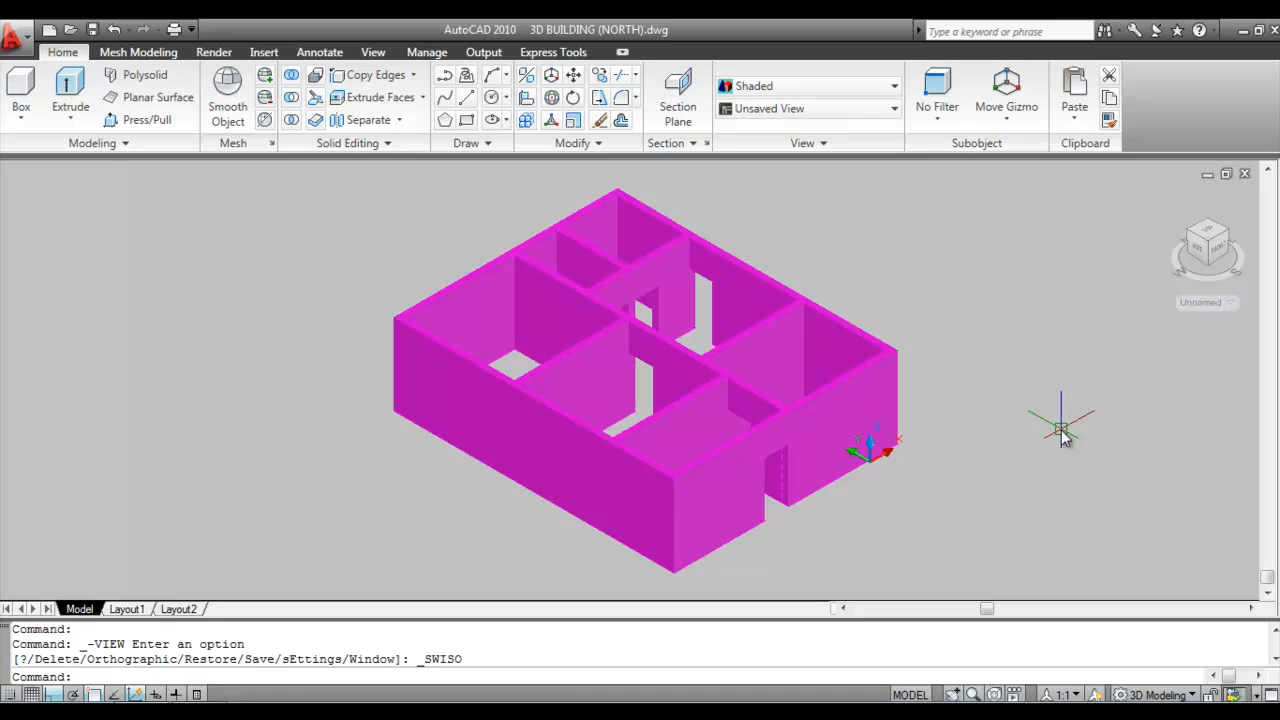 AutoCAD 2010 3D BUILDING (NORTH).dwg
Type a keyword or phrase
Home Mesh Modeling Render Insert Annotate View Manage Output Express Tools
Box
Extrude
Polysolid
Planar Surface
Press/Pull
Modeling
Smooth
Object
Mesh
Copy Edges
Extrude Faces
Separate
Solid Editing
Draw
Modify
Section
Plane
Section
Shaded
Unsaved View
View
No Filter
Move Gizmo
Subobject
Paste
Clipboard
Unnamed
Z
Y
X
Model Layout1 Layout2
Command:
Command: _-VIEW Enter an option
[?/Delete/Orthographic/Restore/Save/sEttings/Window]: _SWISO
Command:
MODEL 1:1 3D Modeling